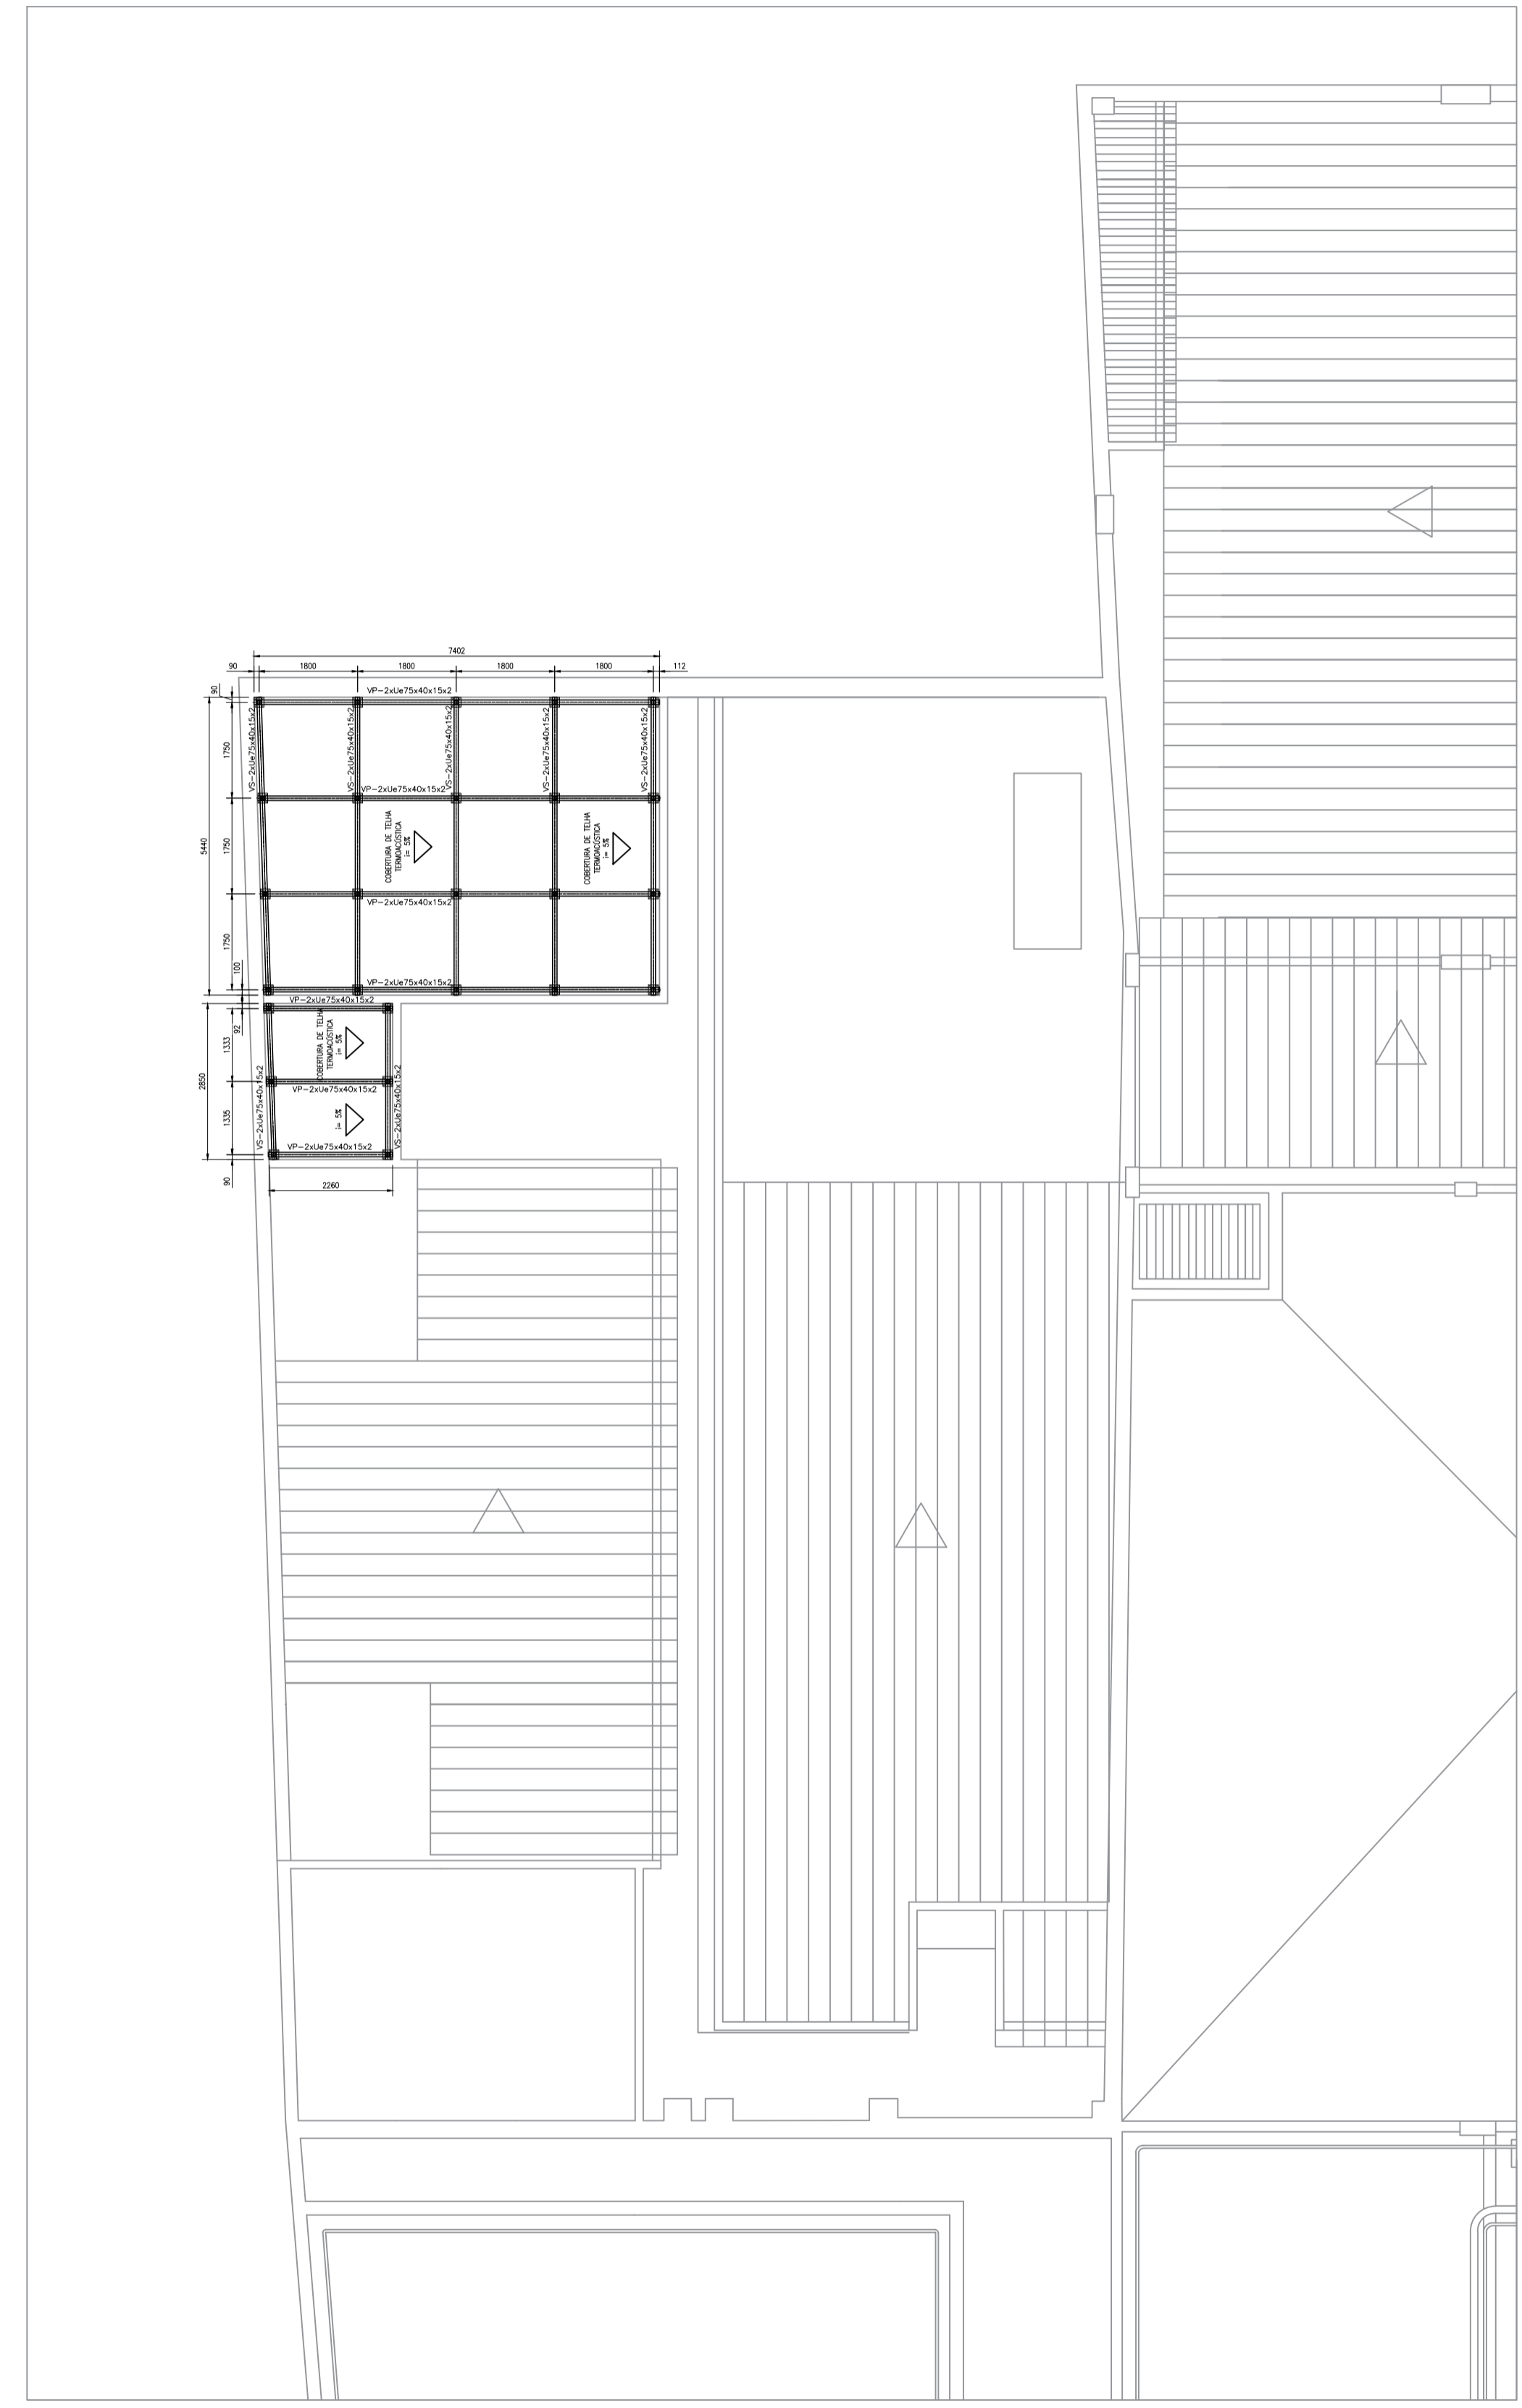 7402
90
1800
1800
1800
1800
112
90
VP-2xUe75x40x15x2
VS-2xUe75x40x15x2
VS-2xUe75x40x15x2
VS-2xUe75x40x15x2
VS-2xUe75x40x15x2
VS-2xUe75x40x15x2
1750
VP-2xUe75x40x15x2
5440
1750
COBERTURA DE TELHA
TERMOACÚSTICA
i= 5%
COBERTURA DE TELHA
TERMOACÚSTICA
i= 5%
VP-2xUe75x40x15x2
1750
100
VP-2xUe75x40x15x2
VP-2xUe75x40x15x2
92
1333
COBERTURA DE TELHA
TERMOACÚSTICA
i= 5%
2850
VP-2xUe75x40x15x2
1335
VS-2xUe75x40x15x2
i= 5%
VS-2xUe75x40x15x2
VP-2xUe75x40x15x2
90
2260